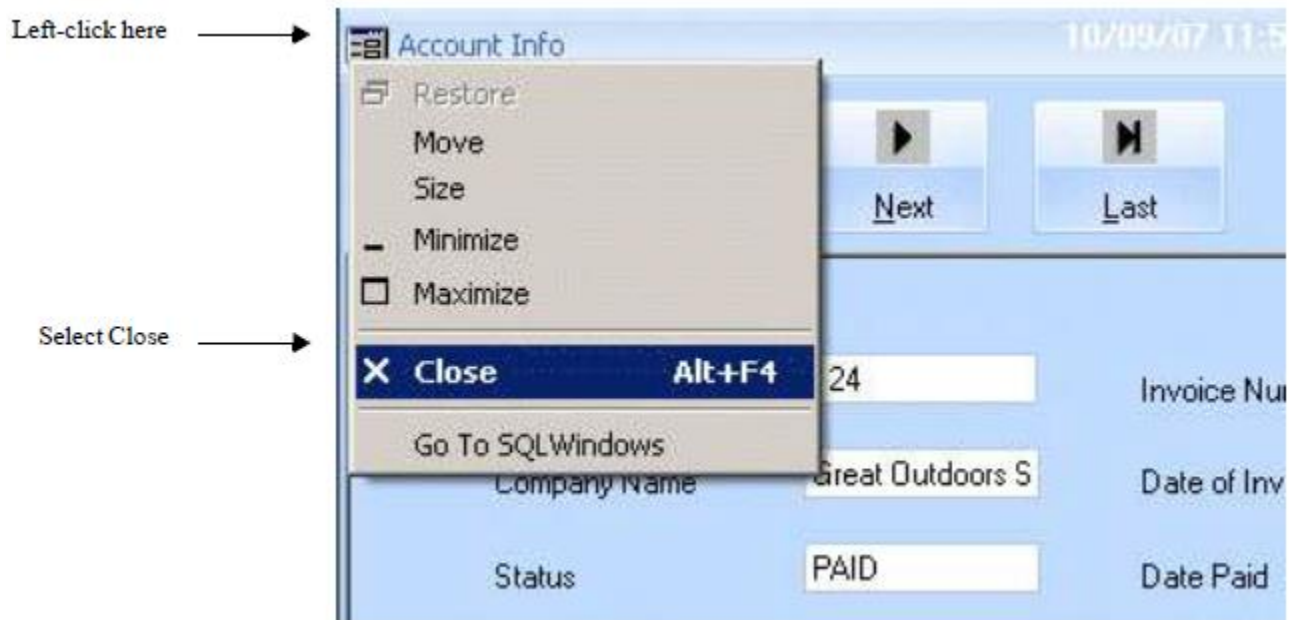 Left-click here
Account Info
10/09/07 11:5
Restore
Move
Size
Minimize
Maximize
Next
Last
Select Close
Close Alt+F4
24
Invoice Nu
Go To SQLWindows
Company Name
Great Outdoors S
Date of Inv
Status
PAID
Date Paid